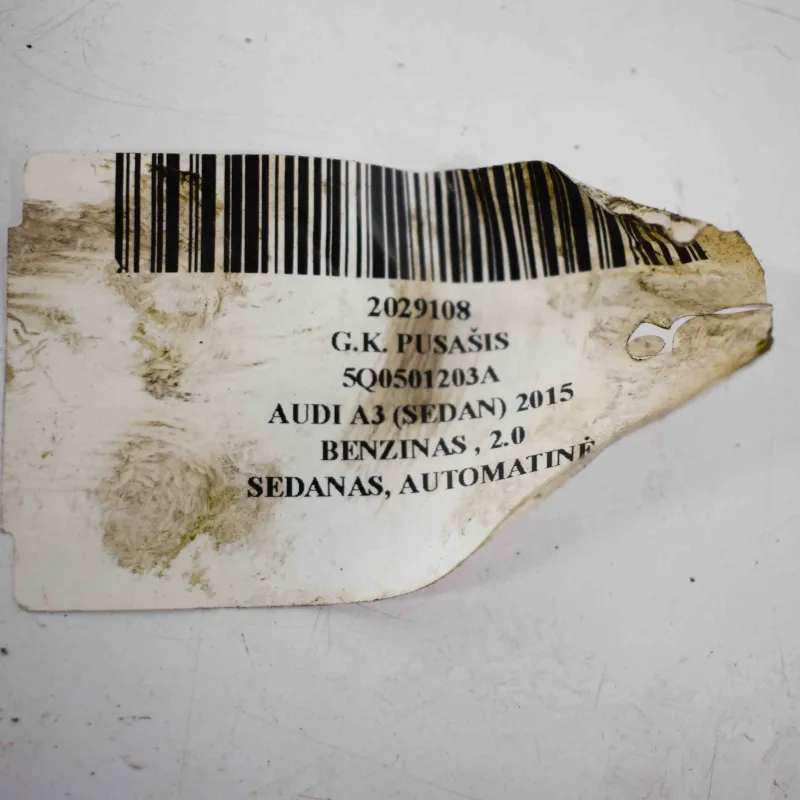 2029108
G.K. PUSAŠIS
5Q0501203A
AUDI A3 (SEDAN) 2015
BENZINAS , 2.0
SEDANAS, AUTOMATINĖ